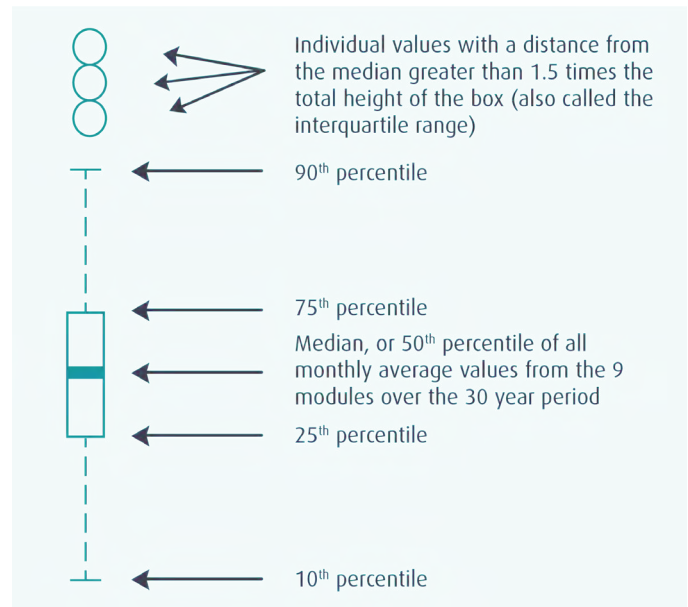 Individual values with a distance from
the median greater than 1.5 times the
total height of the box (also called the
interquartile range)
90th percentile
75th percentile
Median, or 50th percentile of all
monthly average values from the 9
modules over the 30 year period
25th percentile
10th percentile